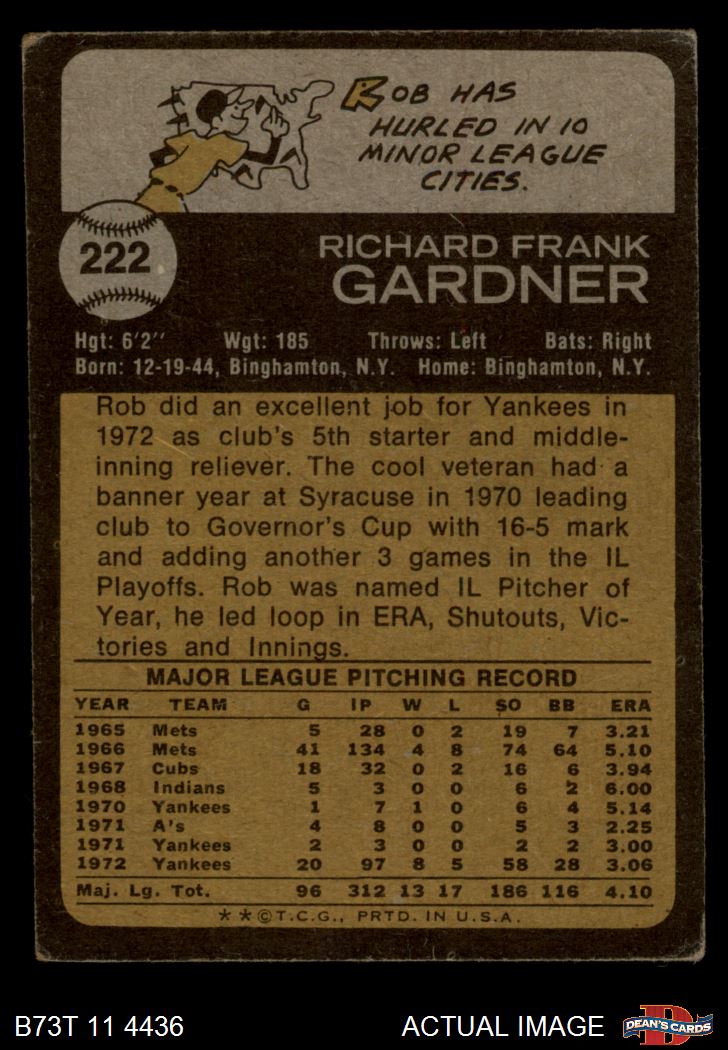 ROB HAS
HURLED IN 10
MINOR LEAGUE
CITIES.
222
RICHARD FRANK
GARDNER
Hgt: 6'2" Wgt: 185 Throws: Left Bats: Right
Born: 12-19-44, Binghamton, N.Y. Home: Binghamton, N.Y.
Rob did an excellent job for Yankees in
1972 as club's 5th starter and middle-
inning reliever. The cool veteran had a
banner year at Syracuse in 1970 leading
club to Governor's Cup with 16-5 mark
and adding another 3 games in the IL
Playoffs. Rob was named IL Pitcher of
Year, he led loop in ERA, Shutouts, Vic-
tories and Innings.
MAJOR LEAGUE PITCHING RECORD
YEAR TEAM G IP W L SO BB ERA
1965 Mets 5 28 0 2 19 7 3.21
1966 Mets 41 134 4 8 74 64 5.10
1967 Cubs 18 32 0 2 16 6 3.94
1968 Indians 5 3 0 0 6 2 6.00
1970 Yankees 1 7 1 0 6 4 5.14
1971 A's 4 8 0 0 5 3 2.25
1971 Yankees 2 3 0 0 2 2 3.00
1972 Yankees 20 97 8 5 58 28 3.06
Maj. Lg. Tot. 96 312 13 17 186 116 4.10
* * © T.C.G., PRTD. IN U.S.A.
B73T 11 4436 ACTUAL IMAGE D DEAN'S CARDS